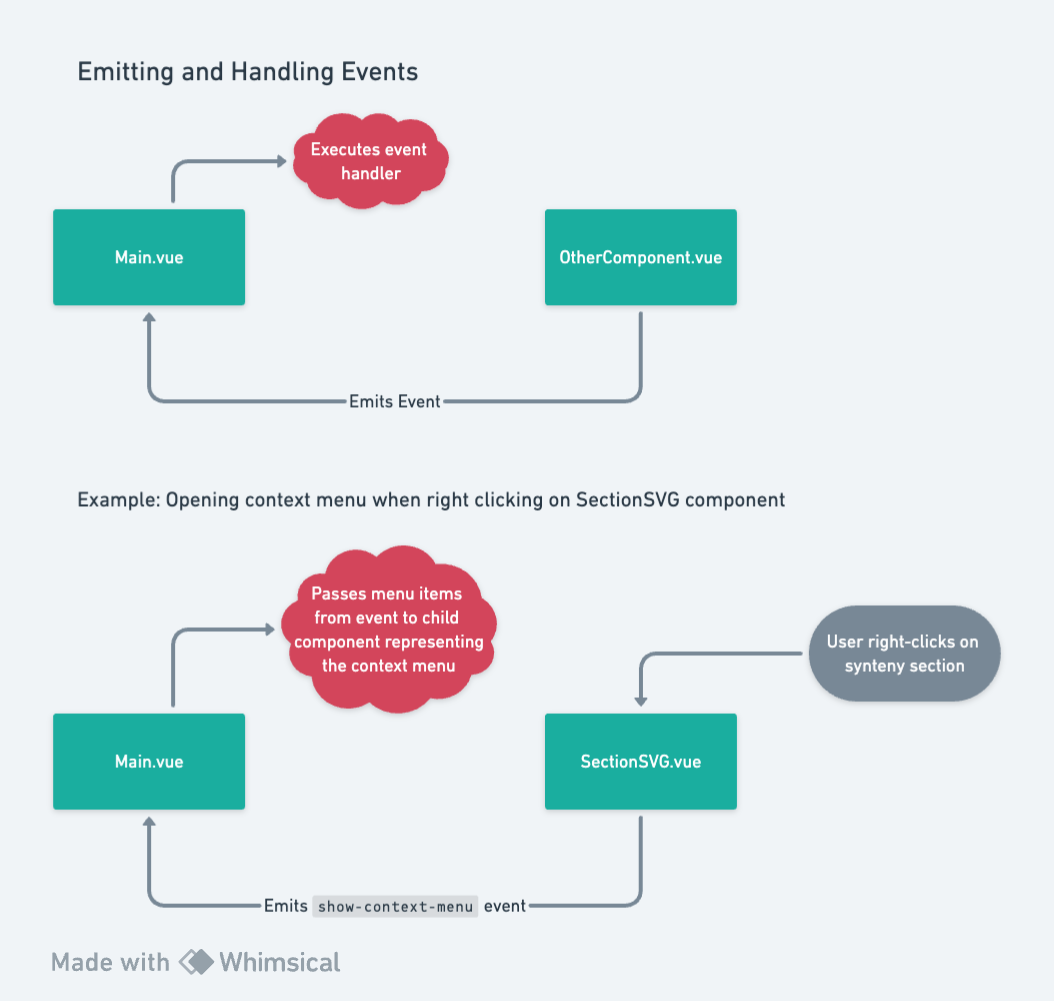 Emitting and Handling Events
Executes event
handler
Main.vue
OtherComponent.vue
Emits Event
Example: Opening context menu when right clicking on SectionSVG component
Passes menu items
from event to child
component representing
the context menu
User right-clicks on
synteny section
Main.vue
SectionSVG.vue
Emits show-context-menu event
Made with Whimsical